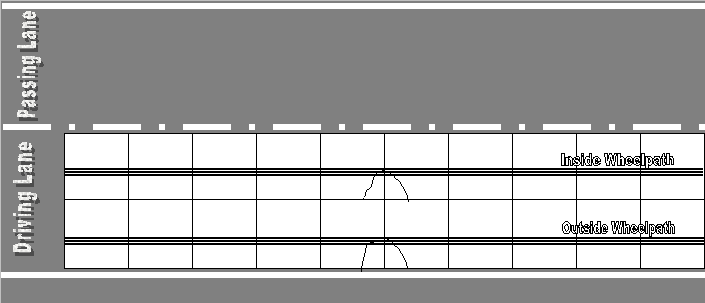 Passing Lane
Driving Lane
Inside Wheelpath
Outside Wheelpath